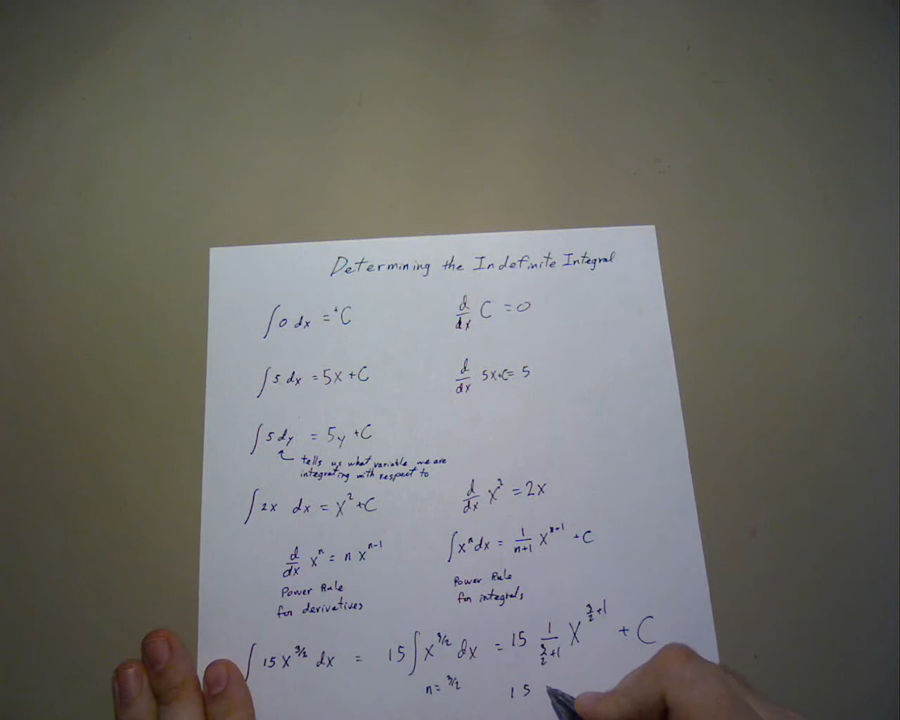 Determining the Indefinite Integral
∫0 dx = +C
d/dx C = 0
∫5 dx = 5x + C
d/dx 5x+C = 5
∫5 dy = 5y + C
tells us what variable we are
integrating with respect to
∫2x dx = x² + C
d/dx x² = 2x
d/dx xⁿ = n xⁿ⁻¹
Power Rule
for derivatives
∫xⁿ dx = 1/(n+1) xⁿ⁺¹ + C
Power Rule
for integrals
∫15x^(3/2) dx = 15∫x^(3/2) dx = 15 1/(3/2+1) x^(3/2+1) + C
n = 3/2
15